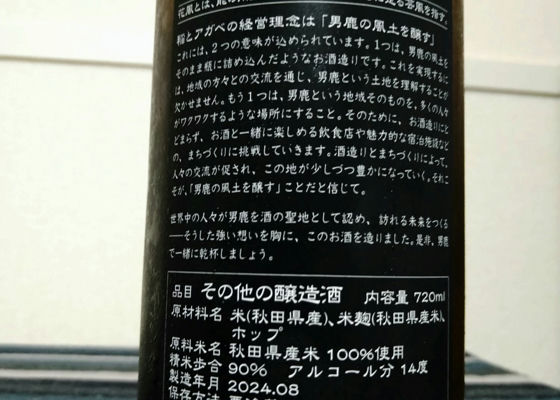 花風とは、
稲とアガベの経営理念は「男鹿の風土を醸す」
これには、2つの意味が込められています。1つは、男鹿の風土を
そのまま瓶に詰め込んだようなお酒造りです。これを実現するに
は、地域の方々との交流を通じ、男鹿という土地を理解することが
欠かせません。もう1つは、男鹿という地域そのものを、多くの人々
がワクワクするような場所にすること。そのために、お酒造りにと
どまらず、お酒と一緒に楽しめる飲食店や魅力的な宿泊施設など
の、まちづくりに挑戦していきます。酒造りとまちづくりによって、
人々の交流が促され、この地が少しづつ豊かになっていく。それこ
そが、「男鹿の風土を醸す」ことだと信じて。
世界中の人々が男鹿を酒の聖地として認め、訪れる未来をつくる
──そうした強い想いを胸に、このお酒を造りました。是非、男鹿
で一緒に乾杯しましょう。
品目 その他の醸造酒 内容量 720ml
原材料名 米(秋田県産)、米麹(秋田県産米)、
ホップ
原料米名 秋田県産米 100%使用
精米歩合 90% アルコール分 14度
製造年月 2024.08
保存方法